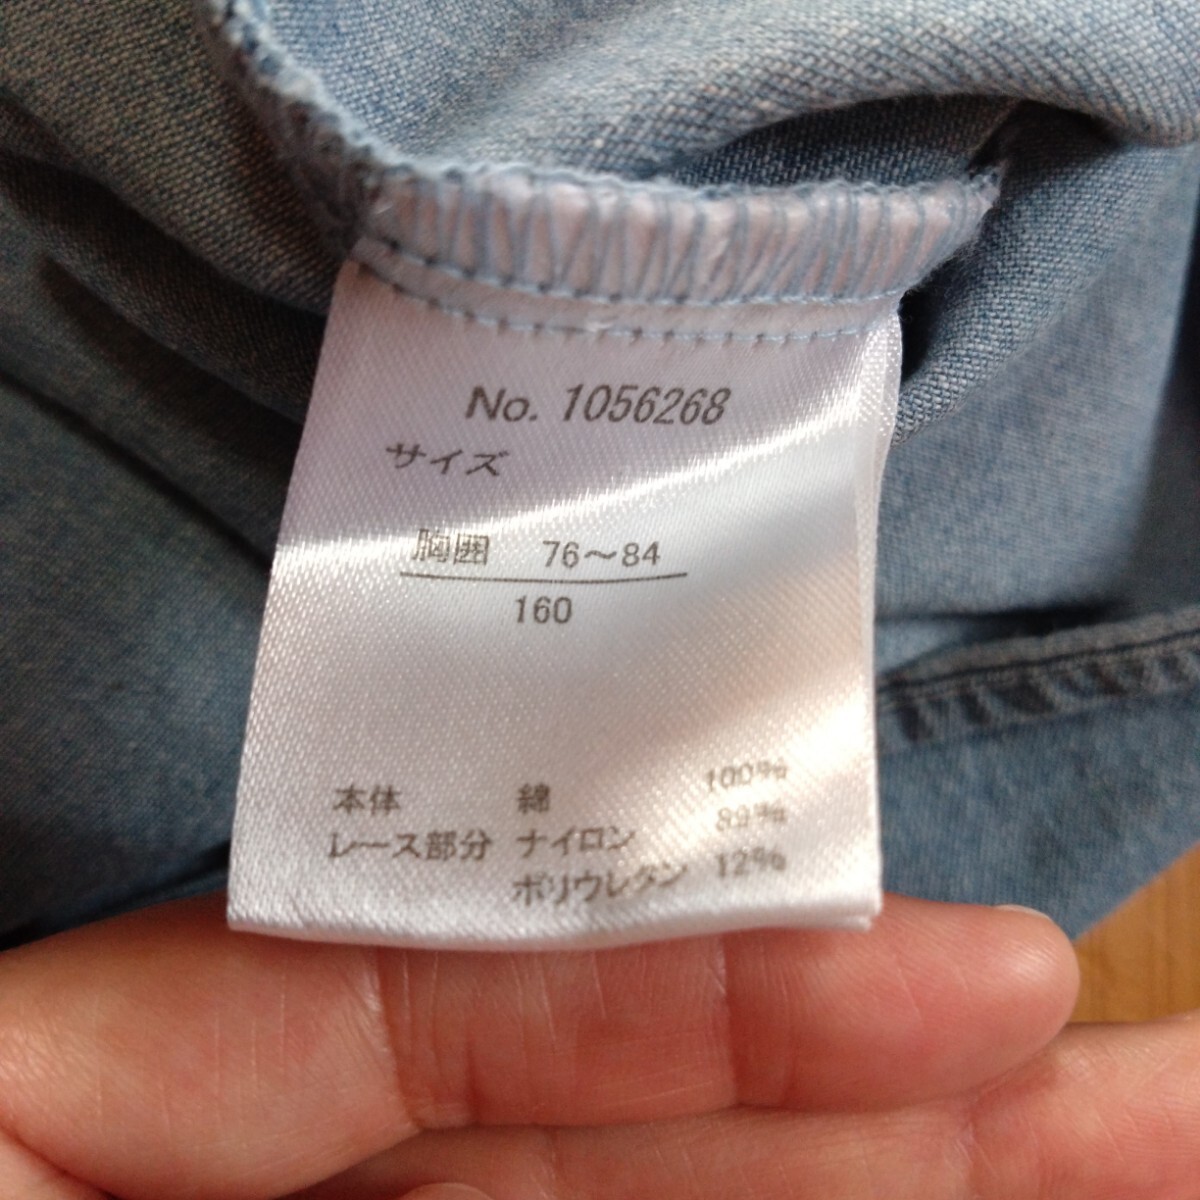 No. 1056268
サイズ
胸囲 76～84
160
本体 綿 100%
レース部分 ナイロン 88%
ポリウレタン 12%